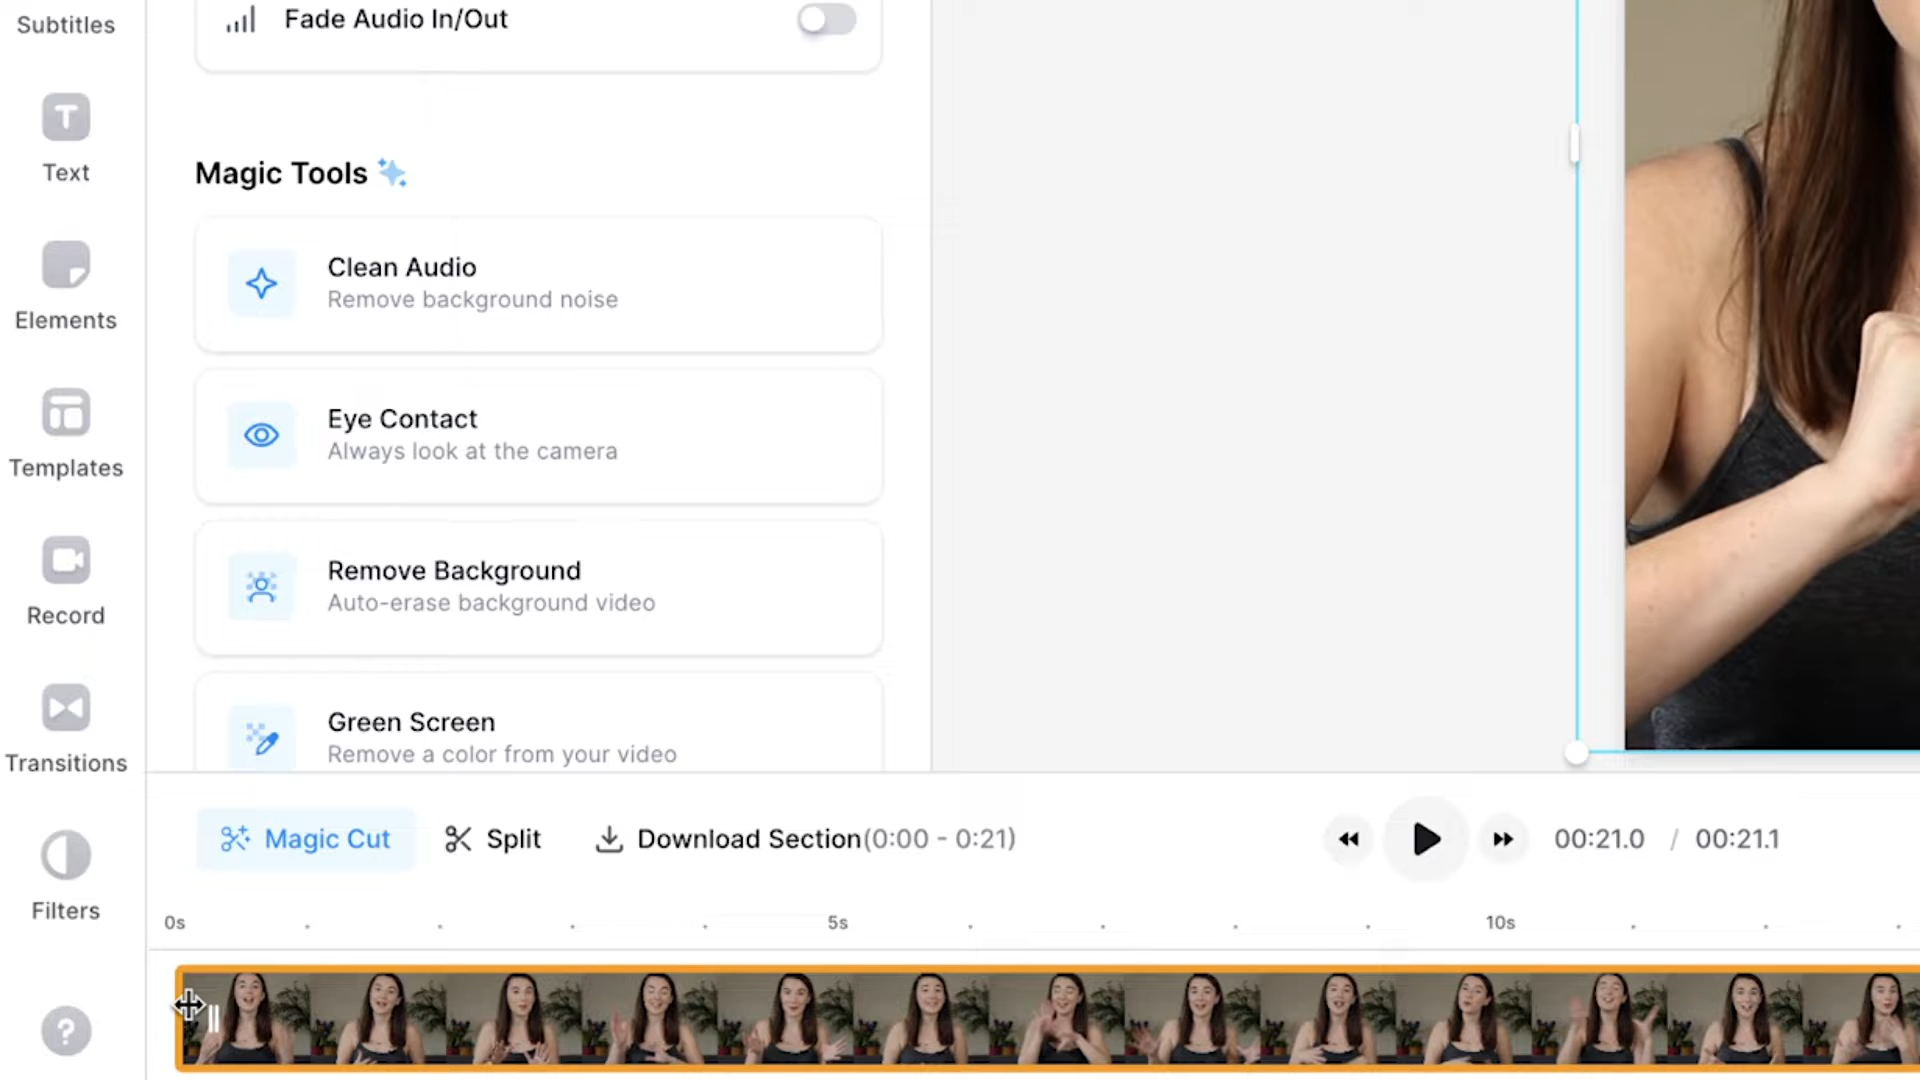 Subtitles
Text
Elements
Templates
Record
Transitions
Filters
?
Fade Audio In/Out
Magic Tools
Clean Audio
Remove background noise
Eye Contact
Always look at the camera
Remove Background
Auto-erase background video
Green Screen
Remove a color from your video
Magic Cut Split Download Section(0:00 - 0:21) 00:21.0 / 00:21.1
0s 5s 10s